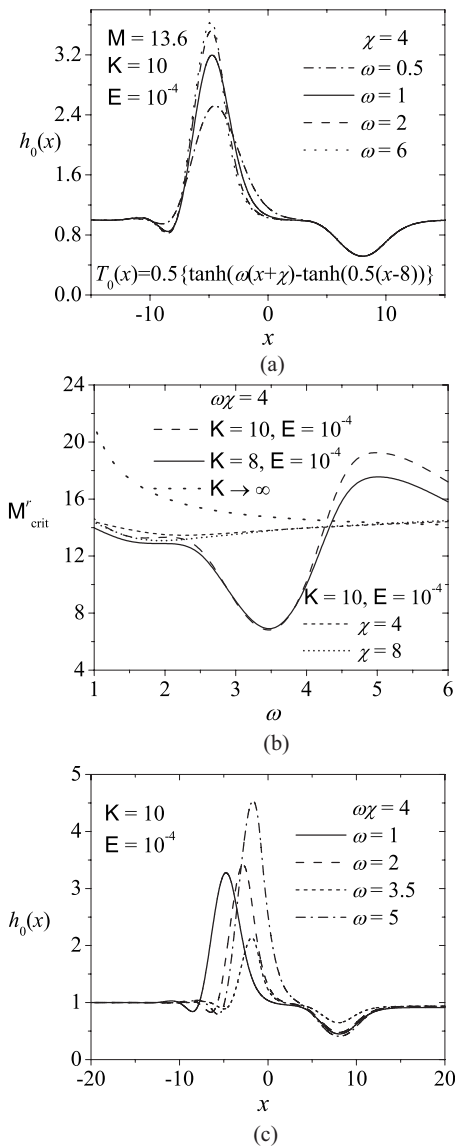 3.2
2.4
1.6
0.8
0.0
h₀(x)
M = 13.6
K = 10
E = 10⁻⁴
χ = 4
ω = 0.5
ω = 1
ω = 2
ω = 6
T₀(x)=0.5{tanh(ω(x+χ)-tanh(0.5(x-8))}
-10 0 10
x
(a)
24
20
16
12
8
4
Mʳcrit
ωχ = 4
K = 10, E = 10⁻⁴
K = 8, E = 10⁻⁴
K → ∞
K = 10, E = 10⁻⁴
χ = 4
χ = 8
1 2 3 4 5 6
ω
(b)
5
4
3
2
1
0
h₀(x)
K = 10
E = 10⁻⁴
ωχ = 4
ω = 1
ω = 2
ω = 3.5
ω = 5
-20 -10 0 10 20
x
(c)